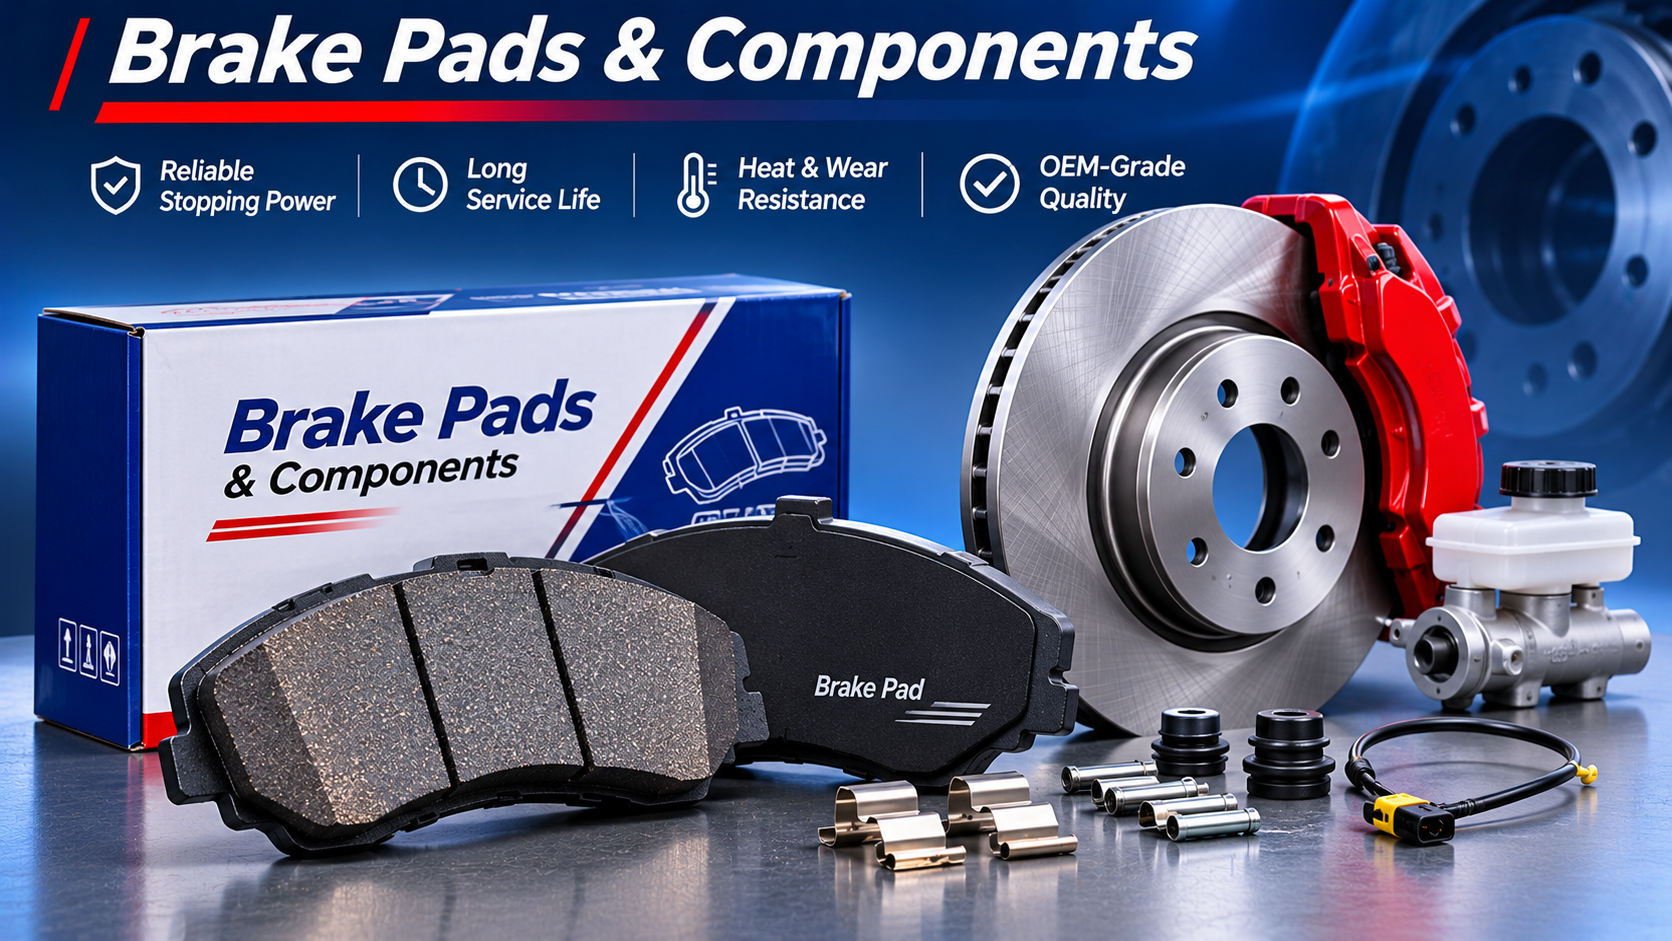 Brake Pads & Components
Reliable
Stopping Power
Long
Service Life
Heat & Wear
Resistance
OEM-Grade
Quality
Brake Pads
& Components
Brake Pad